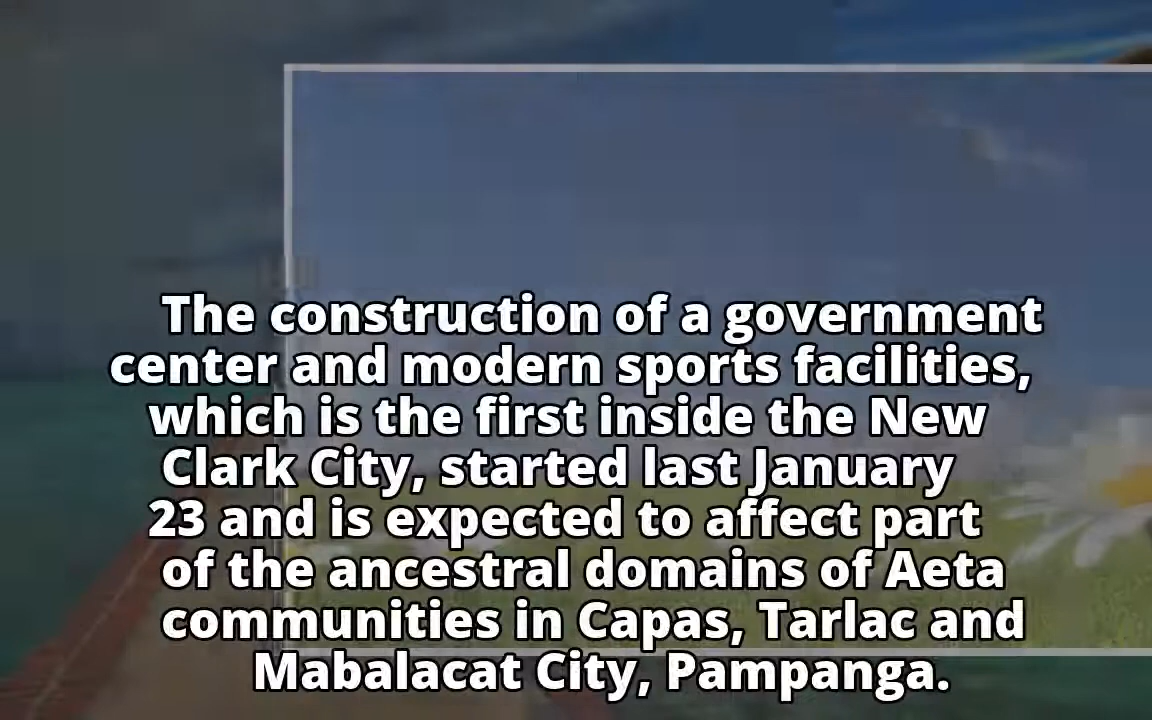 The construction of a government
center and modern sports facilities,
which is the first inside the New
Clark City, started last January
23 and is expected to affect part
of the ancestral domains of Aeta
communities in Capas, Tarlac and
Mabalacat City, Pampanga.